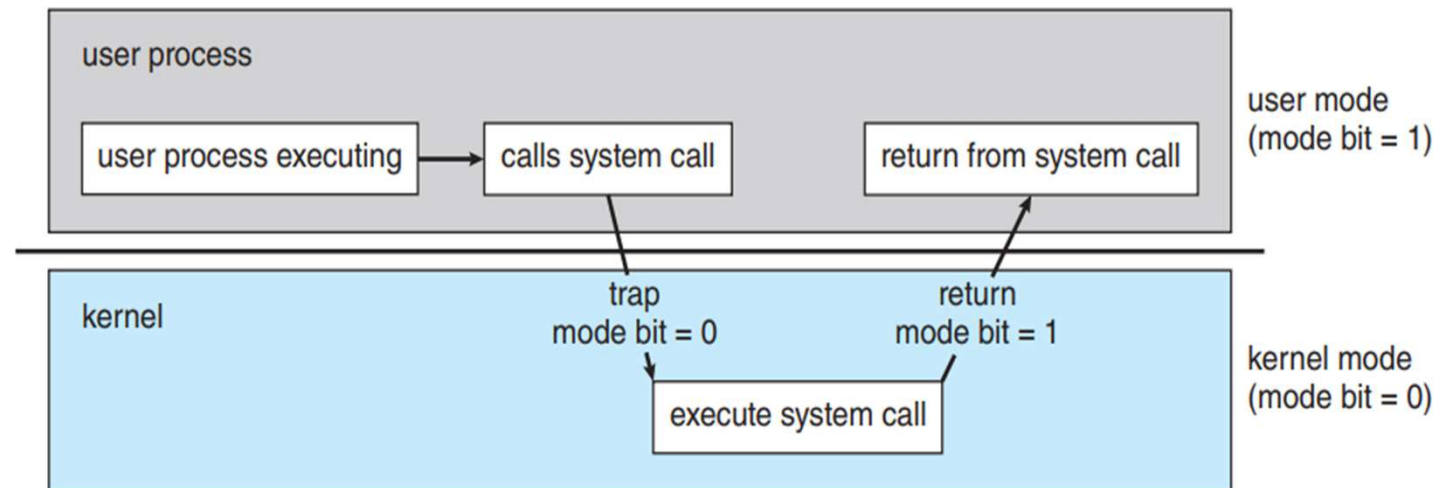 user process
user process executing
calls system call
return from system call
user mode
(mode bit = 1)
kernel
trap
mode bit = 0
return
mode bit = 1
execute system call
kernel mode
(mode bit = 0)